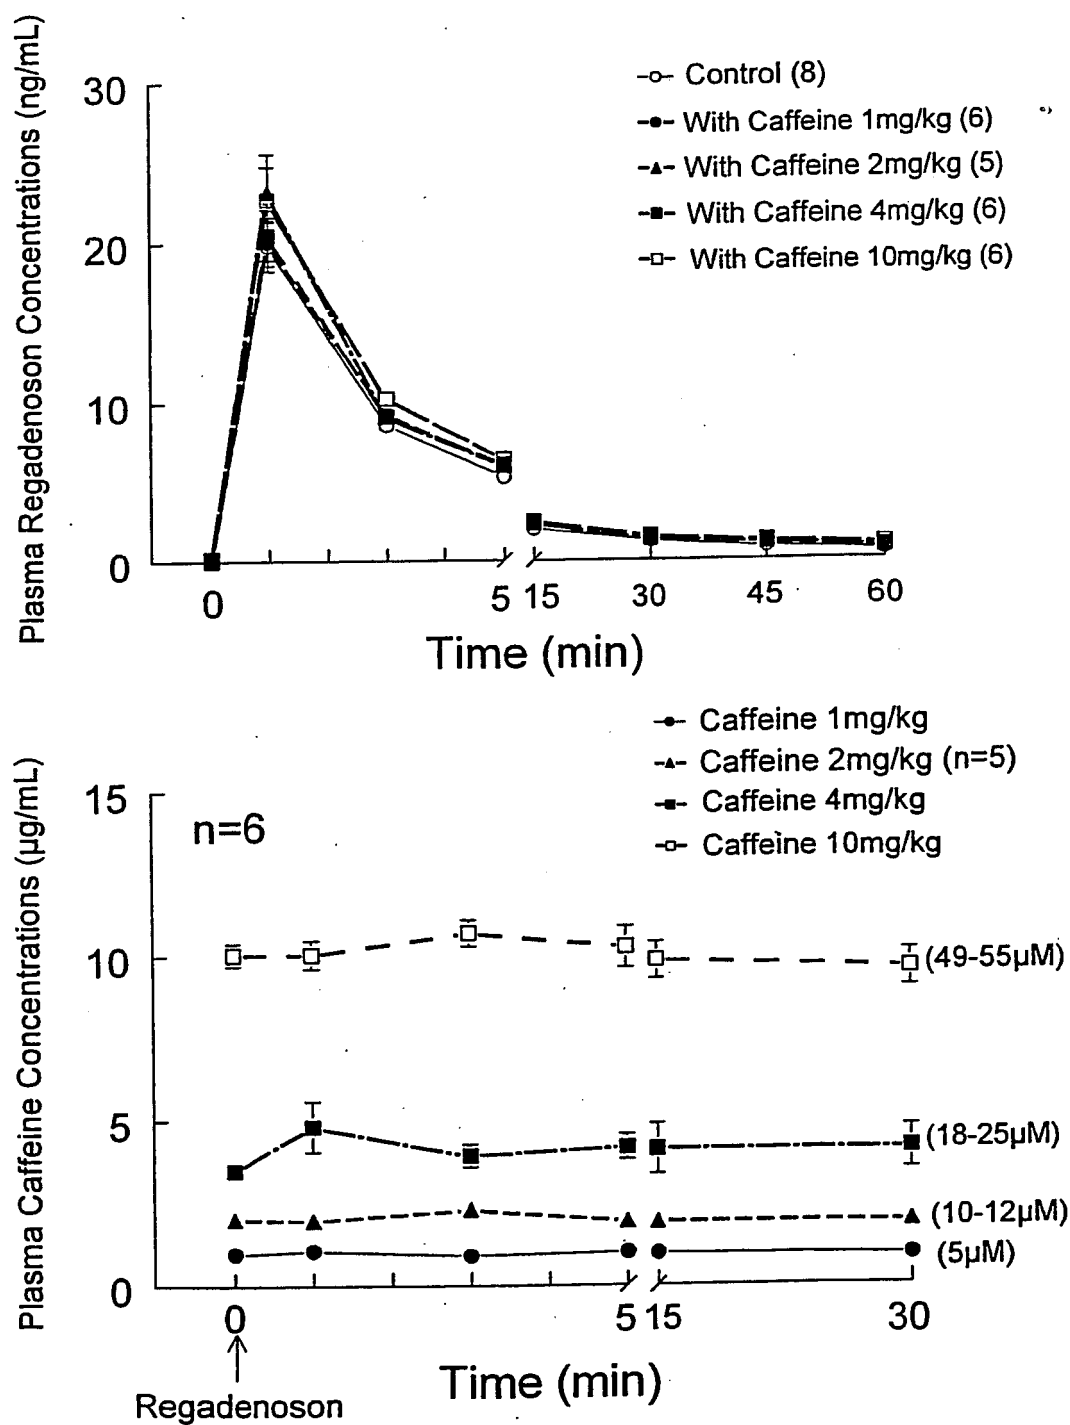 Plasma Regadenoson Concentrations (ng/mL)
30
20
10
0
-o- Control (8)
-●- With Caffeine 1mg/kg (6)
-▲- With Caffeine 2mg/kg (5)
-■- With Caffeine 4mg/kg (6)
-□- With Caffeine 10mg/kg (6)
0 5 15 30 45 60
Time (min)
Plasma Caffeine Concentrations (µg/mL)
15
10
5
0
n=6
-●- Caffeine 1mg/kg
-▲- Caffeine 2mg/kg (n=5)
-■- Caffeine 4mg/kg
-□- Caffeine 10mg/kg
(49-55µM)
(18-25µM)
(10-12µM)
(5µM)
0 5 15 30
Time (min)
Regadenoson